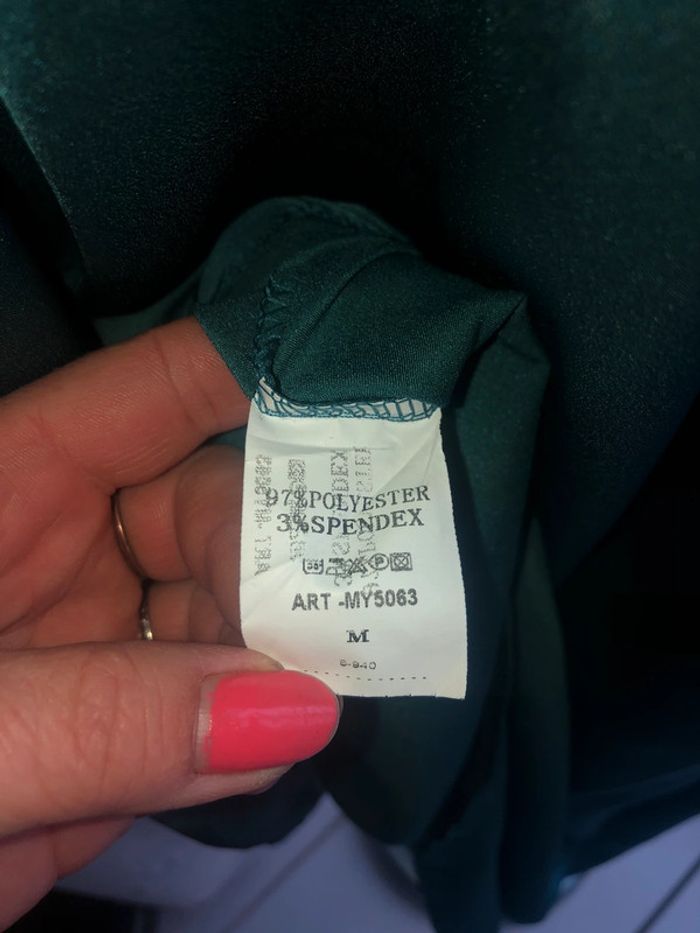 97%POLYESTER
3%SPENDEX
ART -MY5063
M